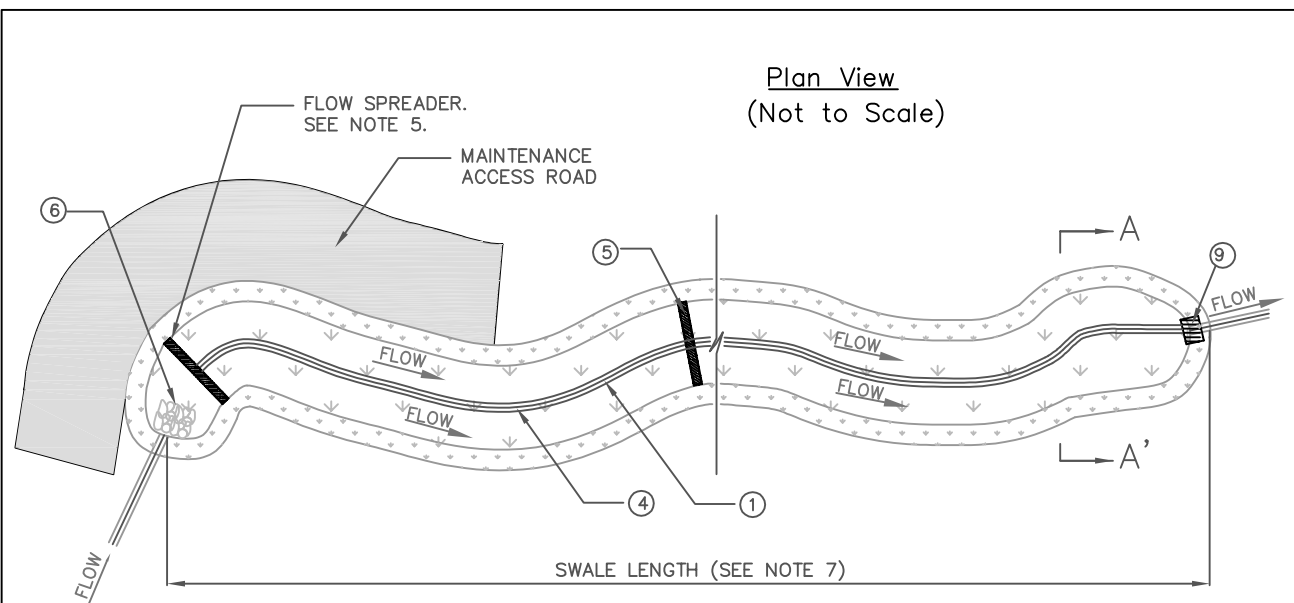 Plan View
(Not to Scale)
FLOW SPREADER.
SEE NOTE 5.
MAINTENANCE
ACCESS ROAD
6
5
A
9
FLOW
FLOW
FLOW
FLOW
FLOW
A'
4
1
FLOW
SWALE LENGTH (SEE NOTE 7)